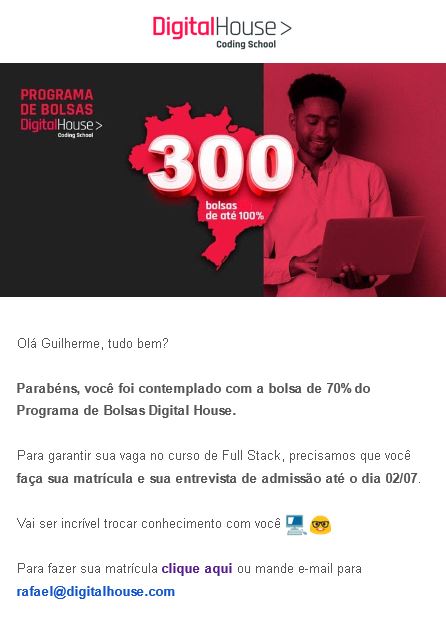 DigitalHouse>
Coding School
PROGRAMA
DE BOLSAS
DigitalHouse>
Coding School
300
bolsas
de até 100%
Olá Guilherme, tudo bem?
Parabéns, você foi contemplado com a bolsa de 70% do
Programa de Bolsas Digital House.
Para garantir sua vaga no curso de Full Stack, precisamos que você
faça sua matrícula e sua entrevista de admissão até o dia 02/07.
Vai ser incrível trocar conhecimento com você 💻 🤓
Para fazer sua matrícula clique aqui ou mande e-mail para
rafael@digitalhouse.com